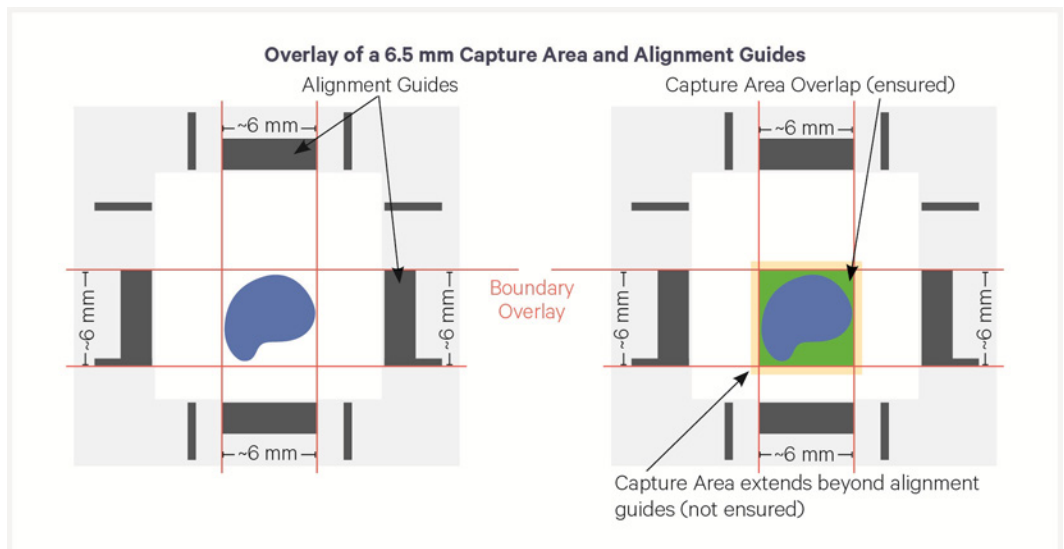 Overlay of a 6.5 mm Capture Area and Alignment Guides
Alignment Guides
~6 mm
~6 mm
~6 mm
~6 mm
Boundary
Overlay
Capture Area Overlap (ensured)
~6 mm
~6 mm
~6 mm
~6 mm
Capture Area extends beyond alignment
guides (not ensured)